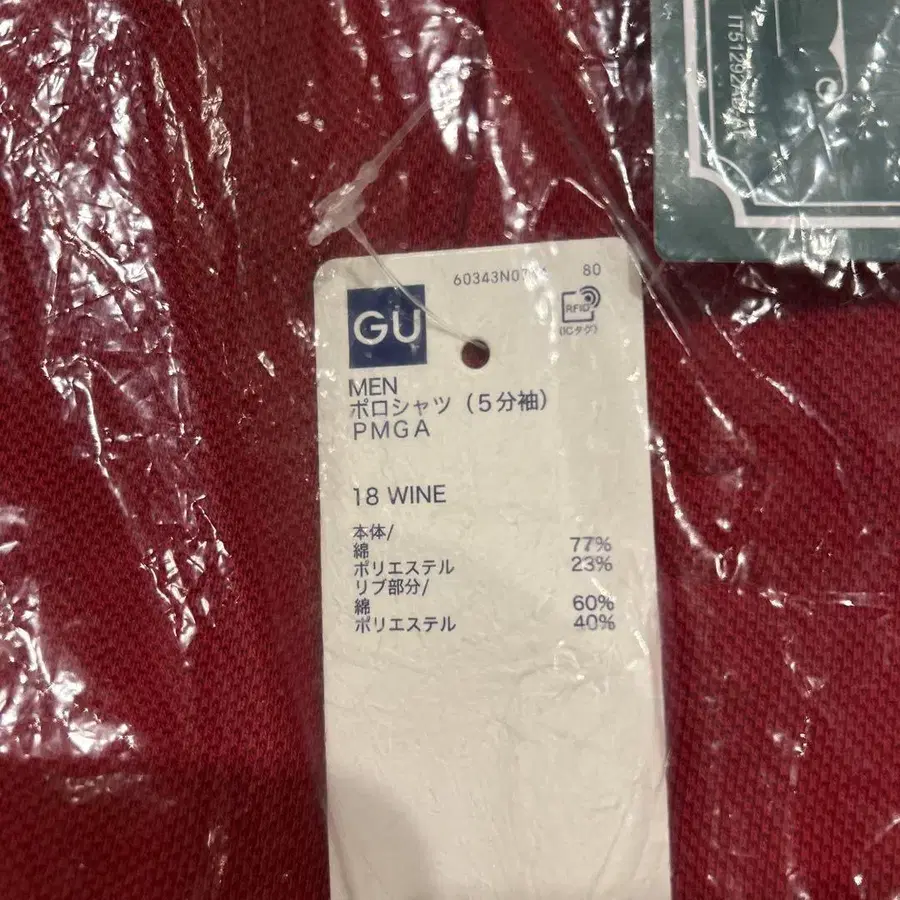 80
GU
RFID
(ICタグ)
MEN
ポロシャツ(5分袖)
PMGA
18 WINE
本体/
綿 77%
ポリエステル 23%
リブ部分/
綿 60%
ポリエステル 40%